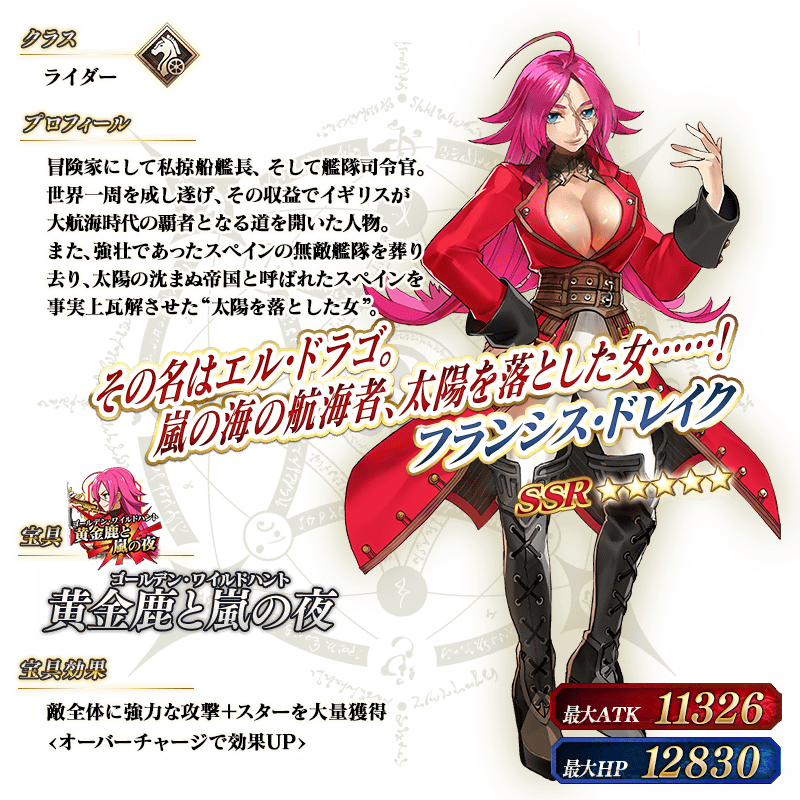 クラス
ライダー
プロフィール
冒険家にして私掠船艦長、そして艦隊司令官。
世界一周を成し遂げ、その収益でイギリスが
大航海時代の覇者となる道を開いた人物。
また、強壮であったスペインの無敵艦隊を葬り
去り、太陽の沈まぬ帝国と呼ばれたスペインを
事実上瓦解させた“太陽を落とした女”。
その名はエル・ドラゴ。
嵐の海の航海者、太陽を落とした女……!
フランシス・ドレイク
SSR ★★★★★
宝具
ゴールデン・ワイルドハント
黄金鹿と
嵐の夜
ゴールデン・ワイルドハント
黄金鹿と嵐の夜
宝具効果
敵全体に強力な攻撃+スターを大量獲得
<オーバーチャージで効果UP>
最大ATK 11326
最大HP 12830